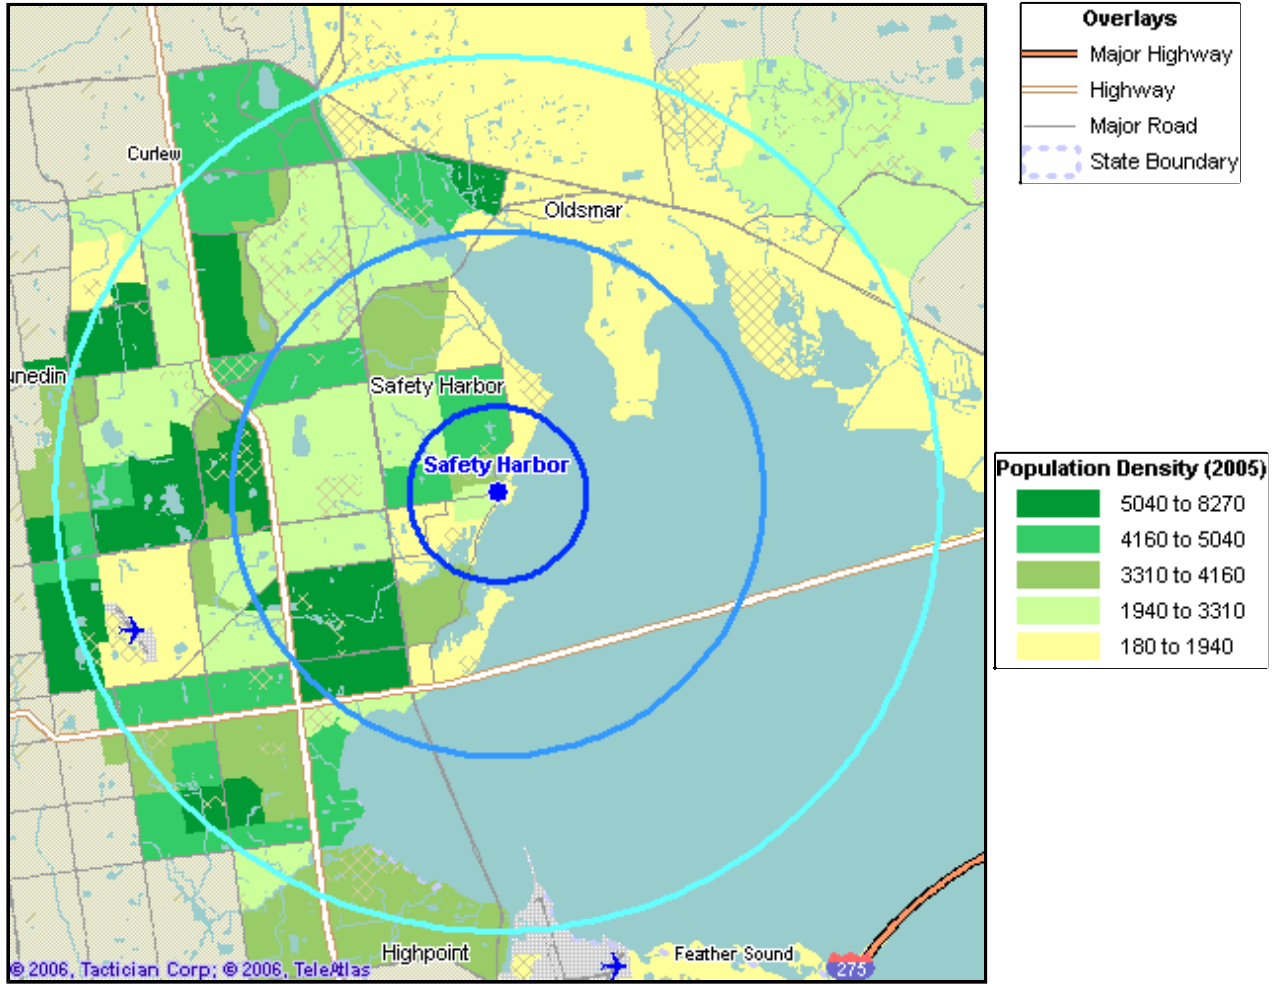 Overlays
Major Highway
Highway
Major Road
State Boundary
Curlew
Oldsmar
unedin
Safety Harbor
Safety Harbor
Population Density (2005)
5040 to 8270
4160 to 5040
3310 to 4160
1940 to 3310
180 to 1940
Highpoint
Feather Sound
275
© 2006, Tactician Corp; © 2006, TeleAtlas